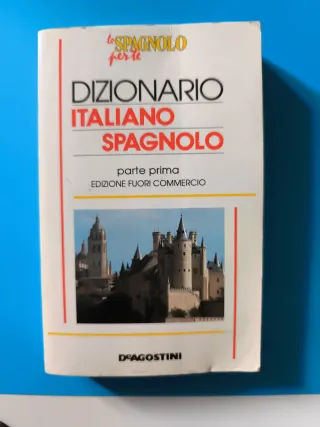 lo SPAGNOLO
per te
DIZIONARIO
ITALIANO
SPAGNOLO
parte prima
EDIZIONE FUORI COMMERCIO
DEAGOSTINI